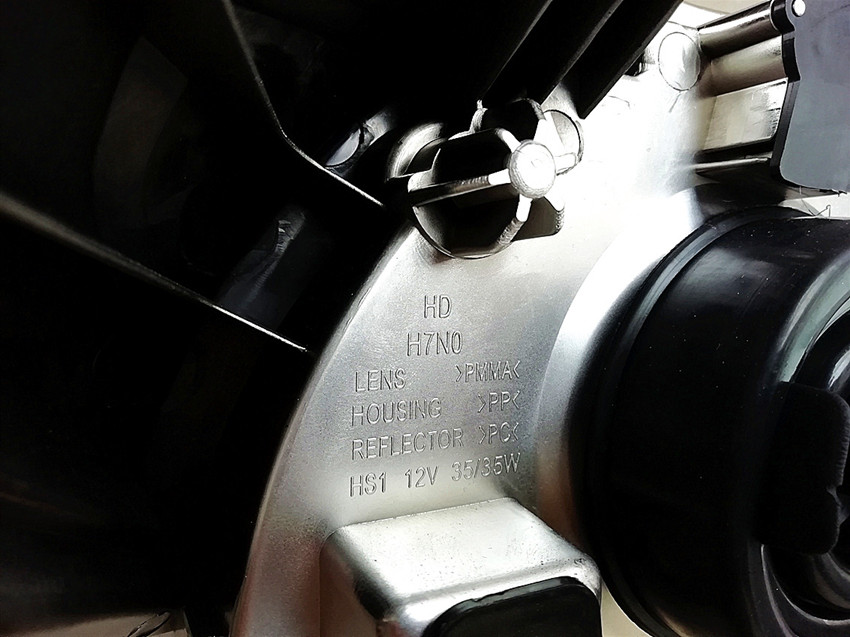 HD
H7N0
LENS >PMMA<
HOUSING >PP<
REFLECTOR >PC<
HS1 12V 35/35W